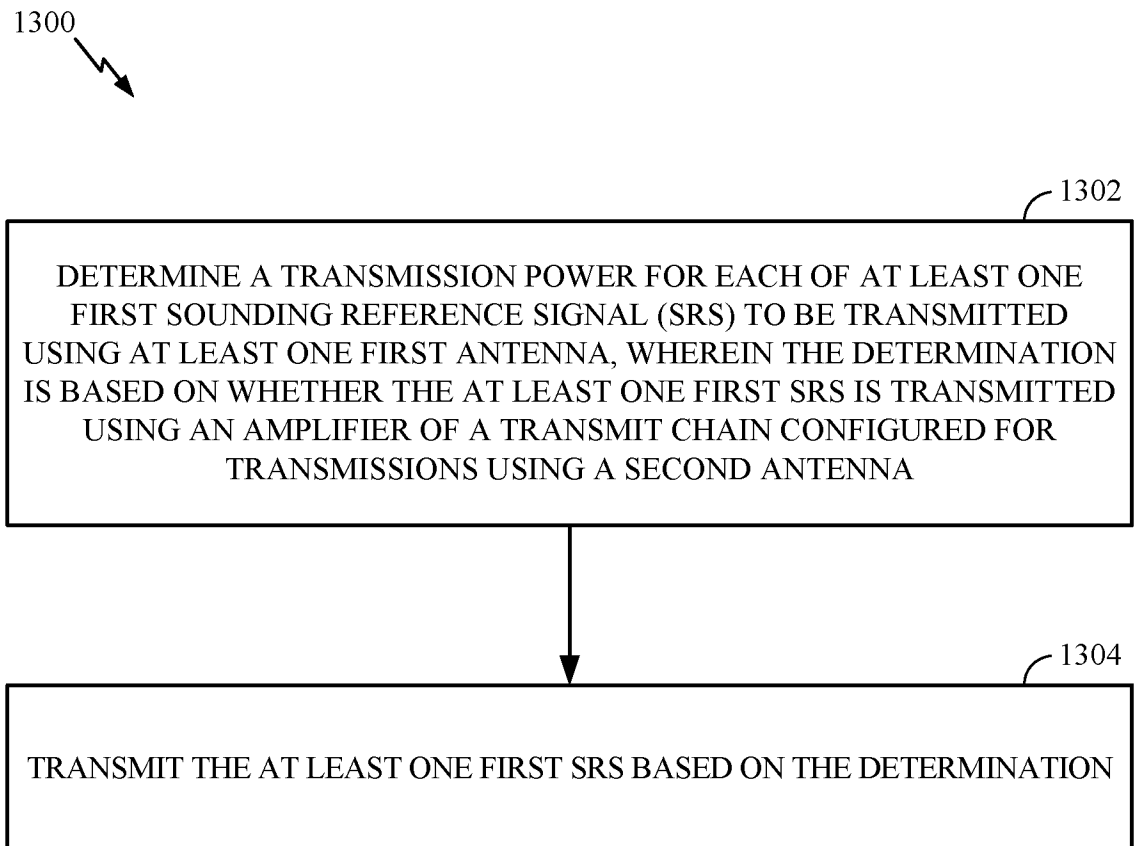 1300
1302
DETERMINE A TRANSMISSION POWER FOR EACH OF AT LEAST ONE
FIRST SOUNDING REFERENCE SIGNAL (SRS) TO BE TRANSMITTED
USING AT LEAST ONE FIRST ANTENNA, WHEREIN THE DETERMINATION
IS BASED ON WHETHER THE AT LEAST ONE FIRST SRS IS TRANSMITTED
USING AN AMPLIFIER OF A TRANSMIT CHAIN CONFIGURED FOR
TRANSMISSIONS USING A SECOND ANTENNA
1304
TRANSMIT THE AT LEAST ONE FIRST SRS BASED ON THE DETERMINATION